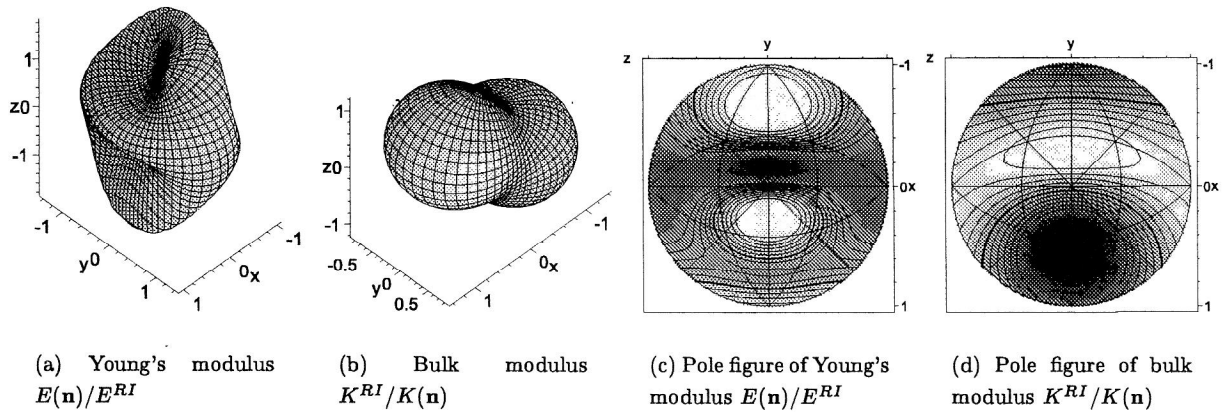 1
z0
-1
-1
y0
1
1
0x
-1
1
z0
-1
-0.5
y0
0.5
1
0x
-1
z
y
-1
0x
1
z
y
-1
0x
1
(a) Young's modulus
E(n)/E^{RI}
(b) Bulk modulus
K^{RI}/K(n)
(c) Pole figure of Young's
modulus E(n)/E^{RI}
(d) Pole figure of bulk
modulus K^{RI}/K(n)